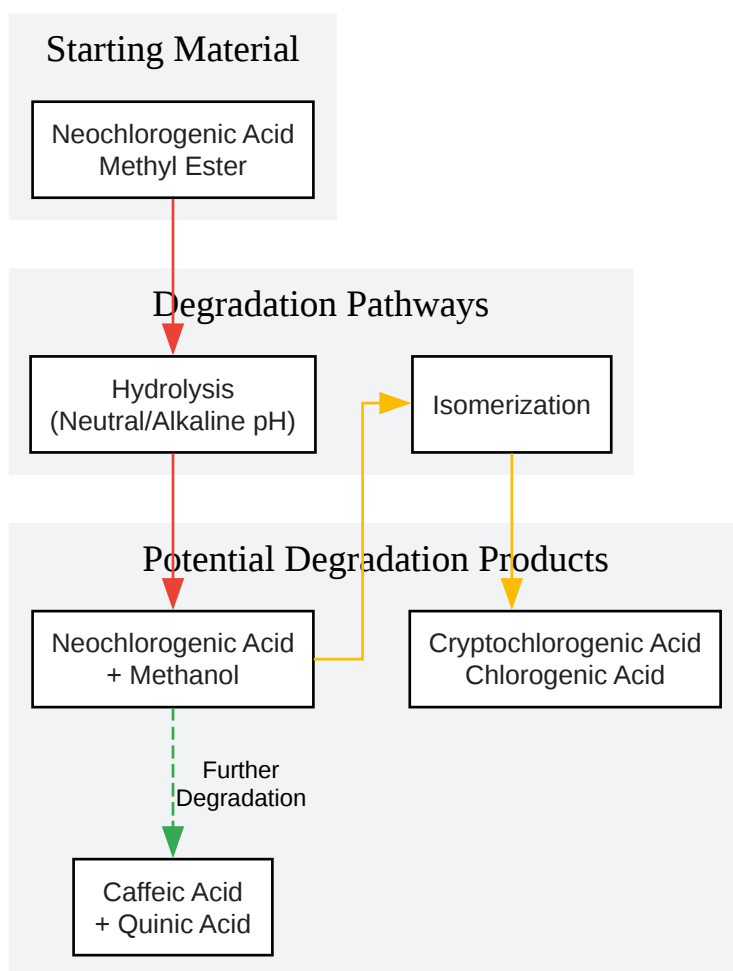 Starting Material
Neochlorogenic Acid
Methyl Ester
Degradation Pathways
Hydrolysis
(Neutral/Alkaline pH)
Isomerization
Potential Degradation Products
Neochlorogenic Acid
+ Methanol
Cryptochlorogenic Acid
Chlorogenic Acid
Further
Degradation
Caffeic Acid
+ Quinic Acid